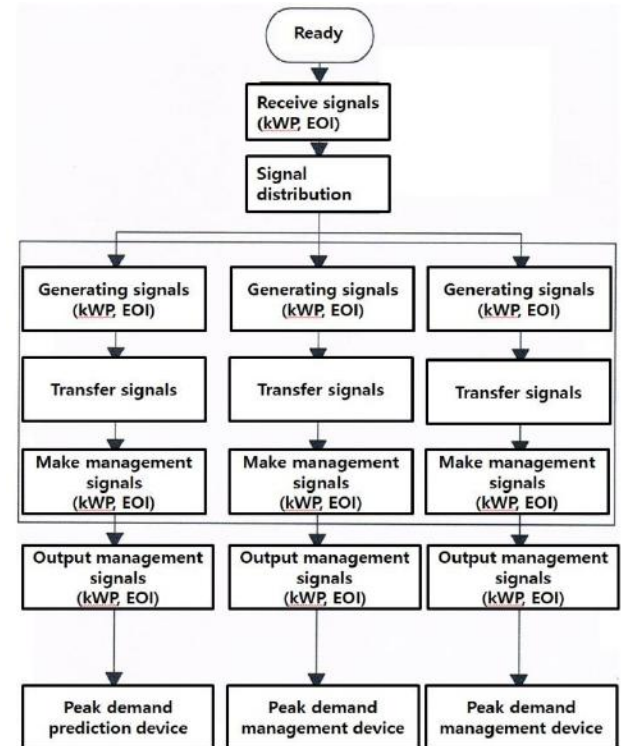 Ready
Receive signals
(kWP, EOI)
Signal
distribution
Generating signals
(kWP, EOI)
Generating signals
(kWP, EOI)
Generating signals
(kWP, EOI)
Transfer signals
Transfer signals
Transfer signals
Make management
signals
(kWP, EOI)
Make management
signals
(kWP, EOI)
Make management
signals
(kWP, EOI)
Output management
signals
(kWP, EOI)
Output management
signals
(kWP, EOI)
Output management
signals
(kWP, EOI)
Peak demand
prediction device
Peak demand
management device
Peak demand
management device